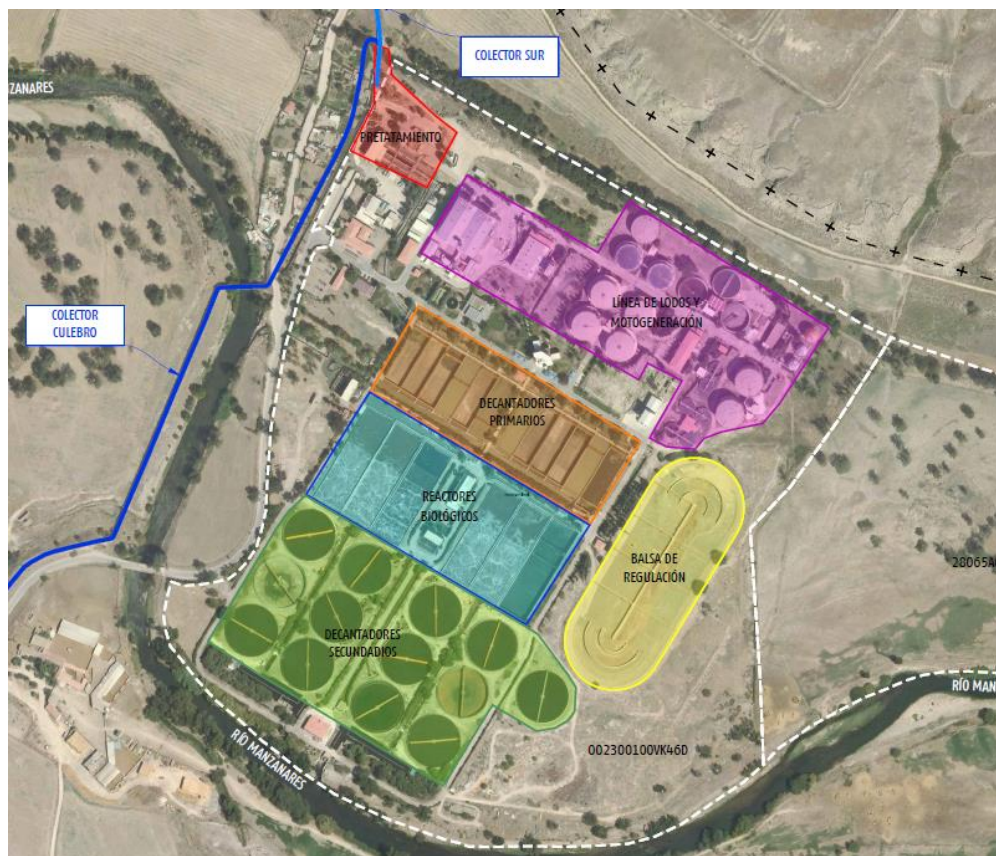 COLECTOR SUR
ZANARES
PRETATAMIENTO
LÍNEA DE LODOS Y
MOTOGENERACIÓN
COLECTOR
CULEBRO
DECANTADORES
PRIMARIOS
REACTORES
BIOLÓGICOS
BALSA DE
REGULACIÓN
28065A
DECANTADORES
SECUNDADIOS
RÍO MAN
RÍO MANZANARES
002300100VK46D